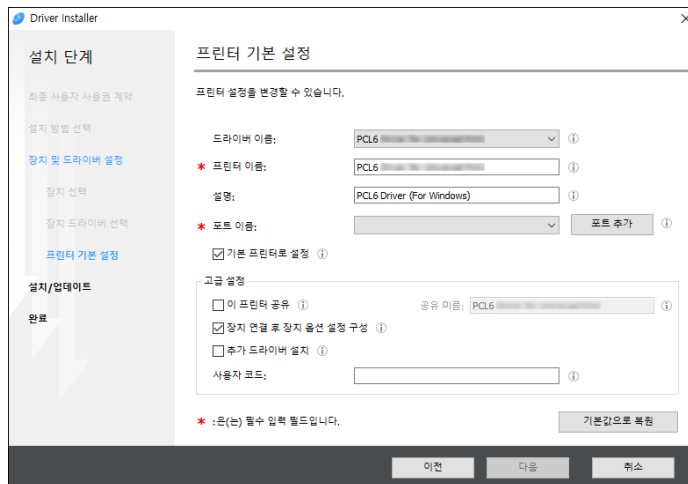 Driver Installer
설치 단계
최종 사용자 사용권 계약
설치 방법 선택
장치 및 드라이버 설정
장치 선택
장치 드라이버 선택
프린터 기본 설정
설치/업데이트
완료
프린터 기본 설정
프린터 설정을 변경할 수 있습니다.
드라이버 이름: PCL6
* 프린터 이름: PCL6
설명: PCL6 Driver (For Windows)
* 포트 이름: 포트 추가
기본 프린터로 설정
고급 설정
이 프린터 공유 공유 이름: PCL6
장치 연결 후 장치 옵션 설정 구성
추가 드라이버 설치
사용자 코드:
* :은(는) 필수 입력 필드입니다. 기본값으로 복원
이전 다음 취소